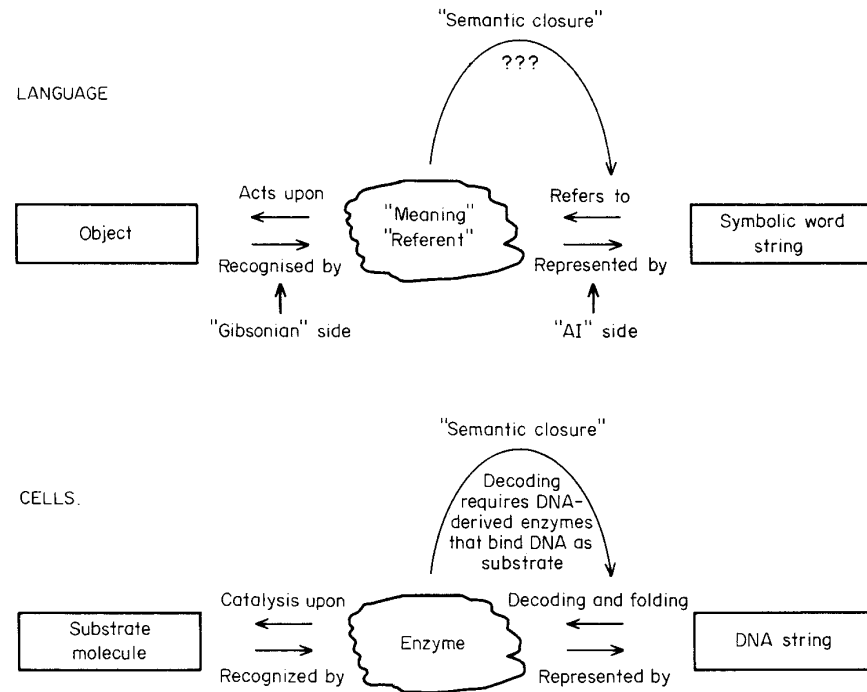 "Semantic closure"
???
LANGUAGE
Acts upon
Refers to
Object
"Meaning"
"Referent"
Symbolic word
string
Recognised by
Represented by
"Gibsonian" side
"AI" side
"Semantic closure"
CELLS.
Decoding
requires DNA-
derived enzymes
that bind DNA as
substrate
Catalysis upon
Decoding and folding
Substrate
molecule
Enzyme
DNA string
Recognized by
Represented by